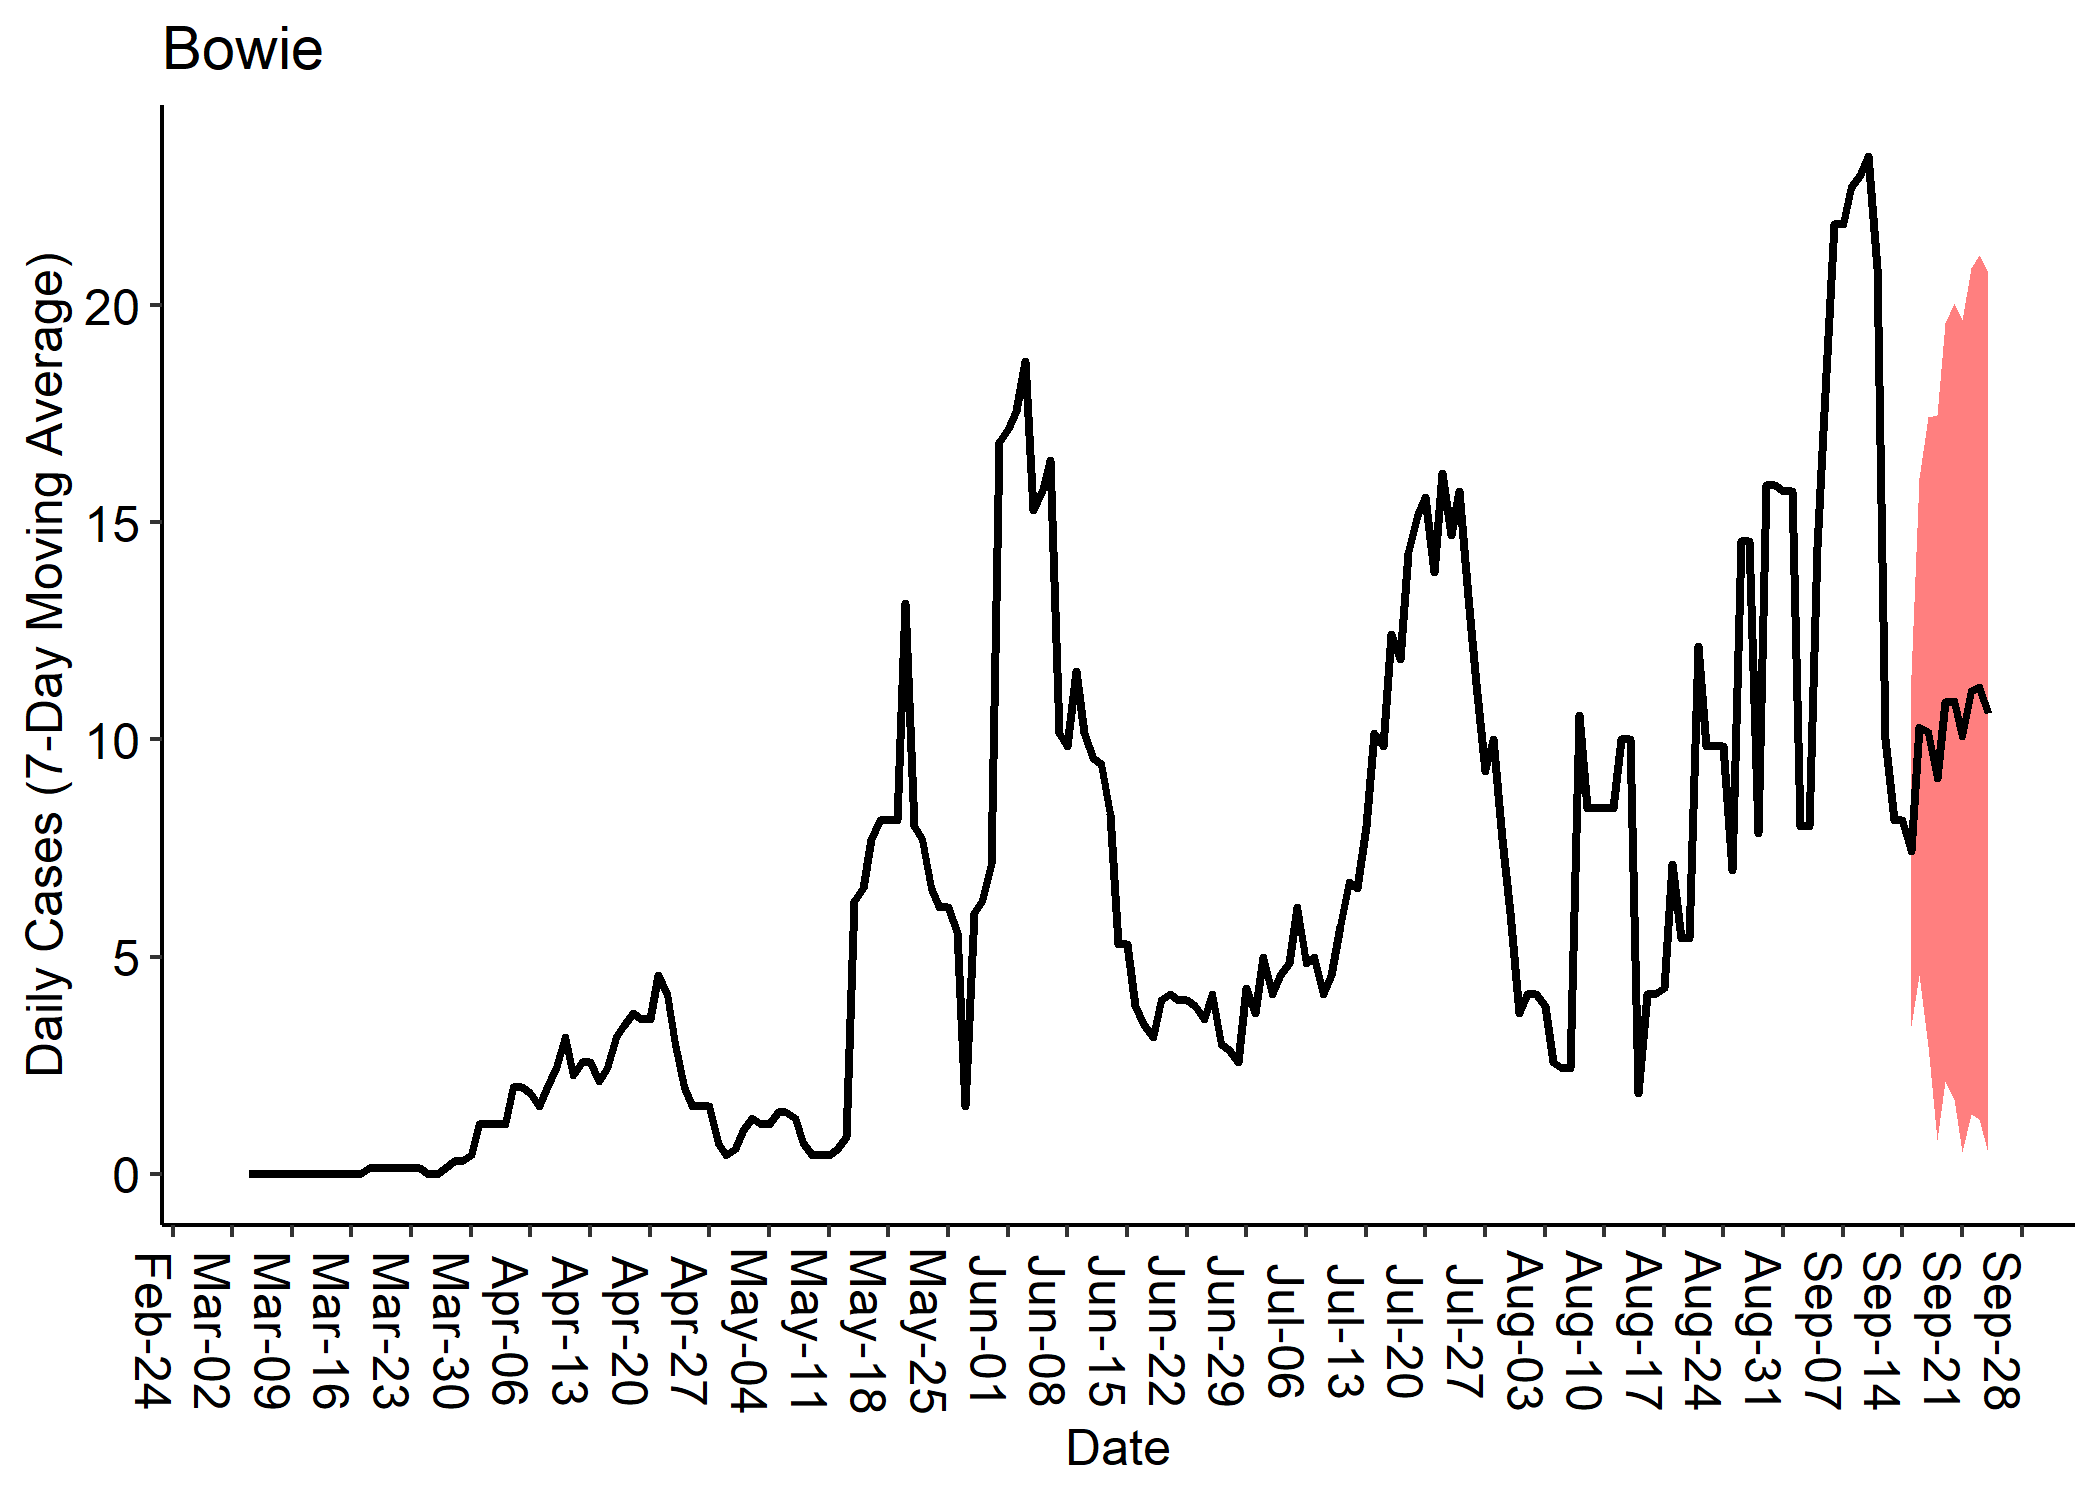 Bowie
Daily Cases (7-Day Moving Average)
20
15
10
5
0
Feb-24
Mar-02
Mar-09
Mar-16
Mar-23
Mar-30
Apr-06
Apr-13
Apr-20
Apr-27
May-04
May-11
May-18
May-25
Jun-01
Jun-08
Jun-15
Jun-22
Jun-29
Jul-06
Jul-13
Jul-20
Jul-27
Aug-03
Aug-10
Aug-17
Aug-24
Aug-31
Sep-07
Sep-14
Sep-21
Sep-28
Date